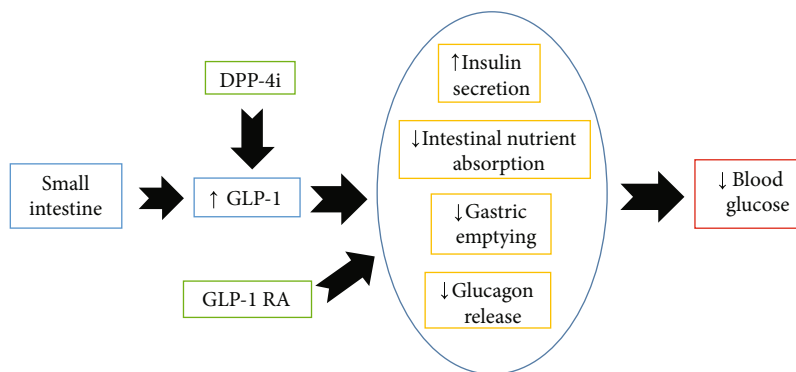 DPP-4i
Small
intestine
↑ GLP-1
GLP-1 RA
↑Insulin
secretion
↓Intestinal nutrient
absorption
↓Gastric
emptying
↓Glucagon
release
↓ Blood
glucose